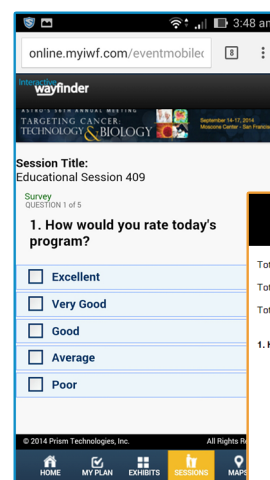 3:48 am
online.myiwf.com/eventmobilec
8
Interactive
wayfinder
ASTRO'S 56TH ANNUAL MEETING
TARGETING CANCER:
TECHNOLOGY & BIOLOGY
September 14-17, 2014
Moscone Center - San Francis
Session Title:
Educational Session 409
Survey
QUESTION 1 of 5
1. How would you rate today's
program?
Excellent
Very Good
Good
Average
Poor
Tot
Tot
Tot
1. H
© 2014 Prism Technologies, Inc.
All Rights R
HOME
MY PLAN
EXHIBITS
SESSIONS
MAPS